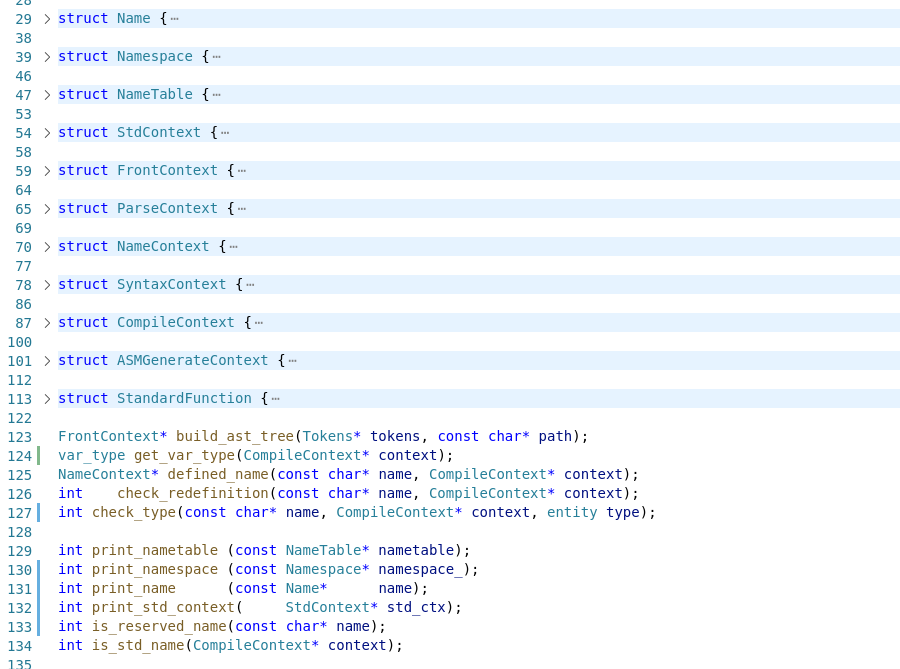 28
29 struct Name {⋯
38
39 struct Namespace {⋯
46
47 struct NameTable {⋯
53
54 struct StdContext {⋯
58
59 struct FrontContext {⋯
64
65 struct ParseContext {⋯
69
70 struct NameContext {⋯
77
78 struct SyntaxContext {⋯
86
87 struct CompileContext {⋯
100
101 struct ASMGenerateContext {⋯
112
113 struct StandardFunction {⋯
122
123 FrontContext* build_ast_tree(Tokens* tokens, const char* path);
124 var_type get_var_type(CompileContext* context);
125 NameContext* defined_name(const char* name, CompileContext* context);
126 int    check_redefinition(const char* name, CompileContext* context);
127 int check_type(const char* name, CompileContext* context, entity type);
128
129 int print_nametable (const NameTable* nametable);
130 int print_namespace (const Namespace* namespace_);
131 int print_name      (const Name*      name);
132 int print_std_context(     StdContext* std_ctx);
133 int is_reserved_name(const char* name);
134 int is_std_name(CompileContext* context);
135